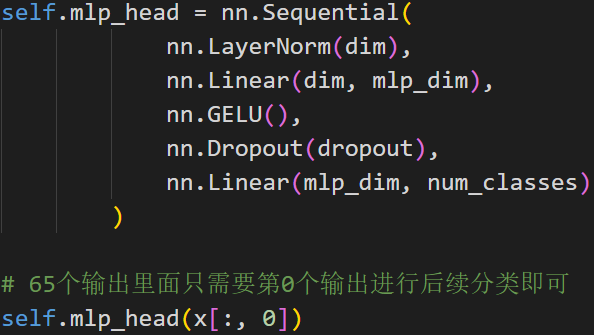 self.mlp_head = nn.Sequential(
nn.LayerNorm(dim),
nn.Linear(dim, mlp_dim),
nn.GELU(),
nn.Dropout(dropout),
nn.Linear(mlp_dim, num_classes)
)
# 65个输出里面只需要第0个输出进行后续分类即可
self.mlp_head(x[:, 0])